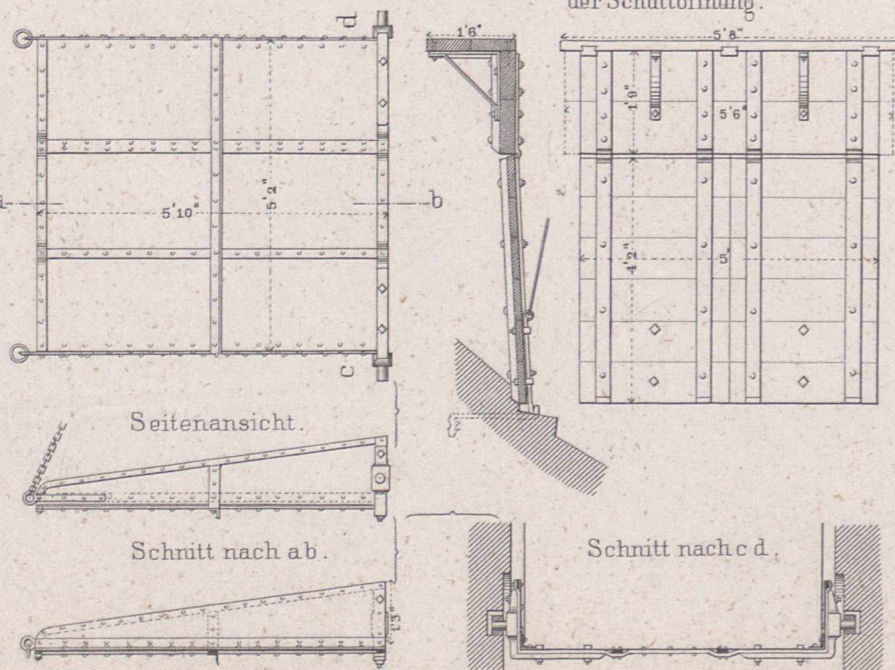 der Schüttöffnung.
d
1'6"
5'8"
1'9"
5'6"
5'2"
5'10"
b
4'2"
5'
c
Seitenansicht.
Schnitt nach ab.
Schnitt nach cd.
1'3"